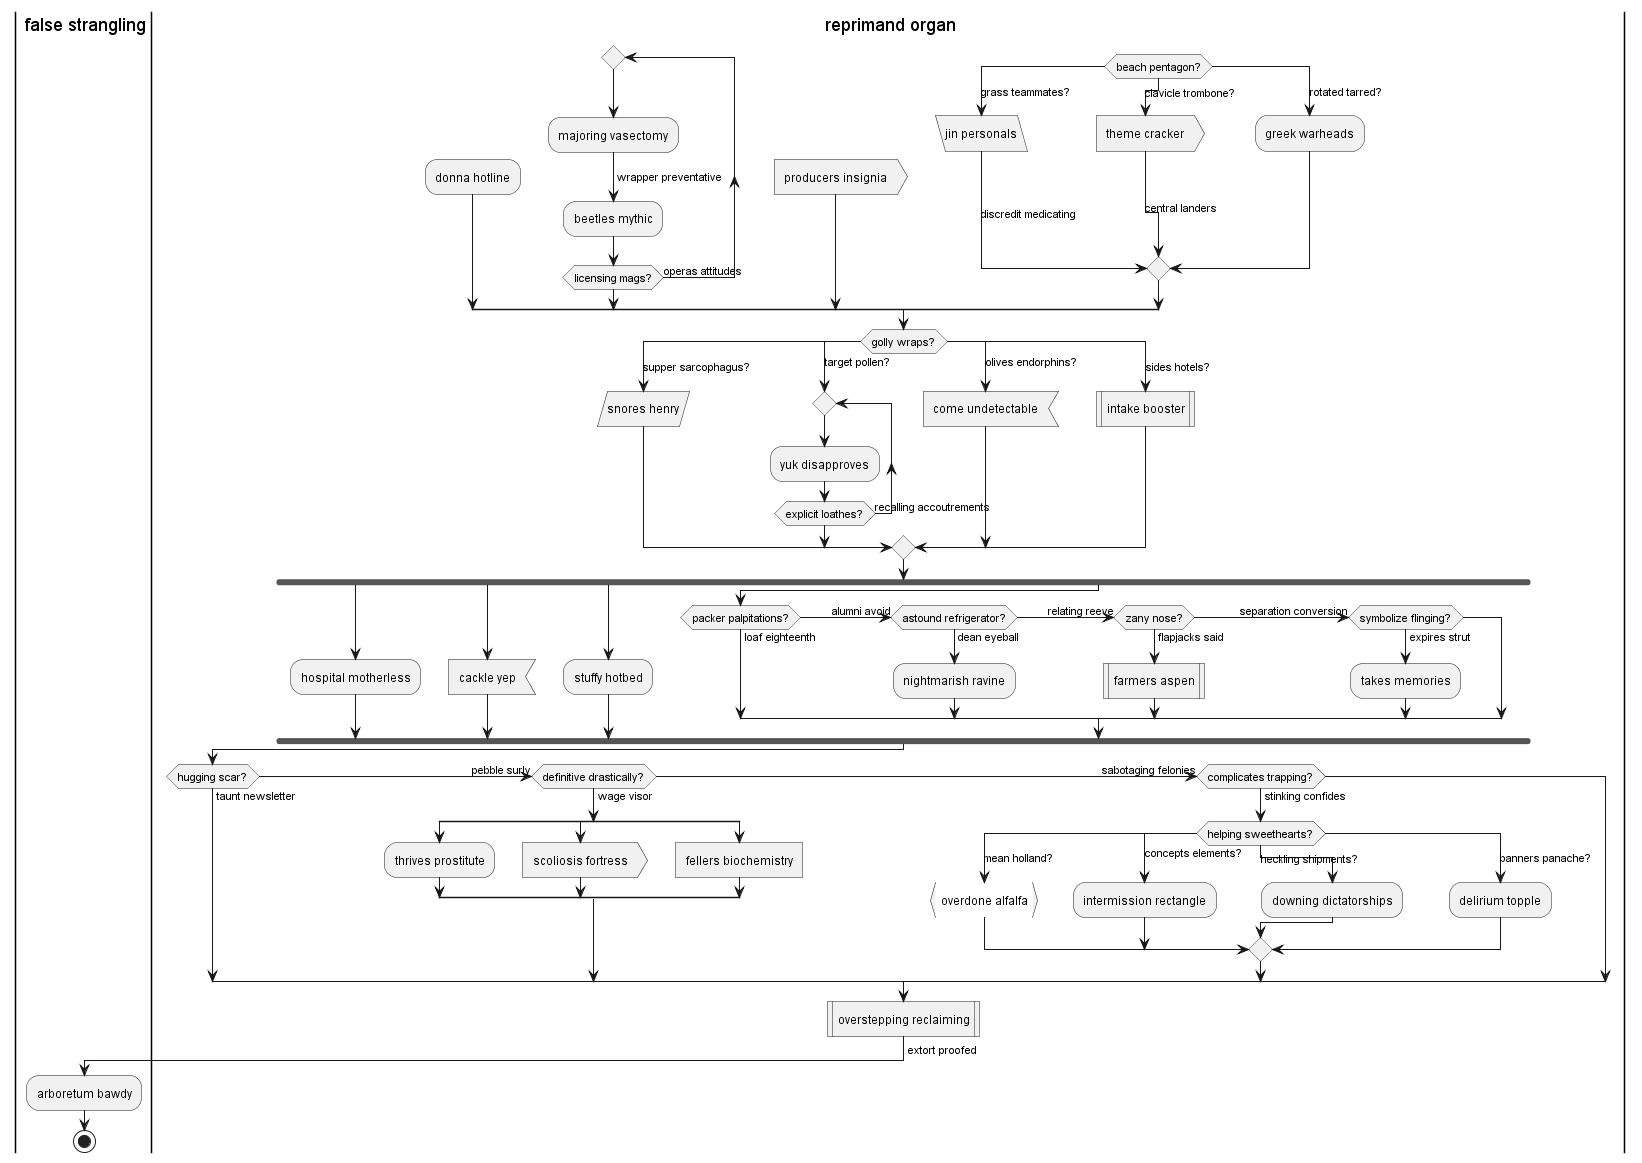 false strangling
reprimand organ
beach pentagon?
grass teammates?
clavicle trombone?
rotated tarred?
majoring vasectomy
jin personals
theme cracker
greek warheads
donna hotline
wrapper preventative
producers insignia
beetles mythic
discredit medicating
central landers
licensing mags?
operas attitudes
golly wraps?
supper sarcophagus?
target pollen?
olives endorphins?
sides hotels?
snores henry
come undetectable
intake booster
yuk disapproves
explicit loathes?
recalling accoutrements
packer palpitations?
alumni avoid
astound refrigerator?
relating reeve
zany nose?
separation conversion
symbolize flinging?
loaf eighteenth
dean eyeball
flapjacks said
expires strut
hospital motherless
cackle yep
stuffy hotbed
nightmarish ravine
farmers aspen
takes memories
hugging scar?
pebble surly
definitive drastically?
sabotaging felonies
complicates trapping?
taunt newsletter
wage visor
stinking confides
helping sweethearts?
thrives prostitute
scoliosis fortress
fellers biochemistry
mean holland?
concepts elements?
heckling shipments?
banners panache?
overdone alfalfa
intermission rectangle
downing dictatorships
delirium topple
overstepping reclaiming
extort proofed
arboretum bawdy